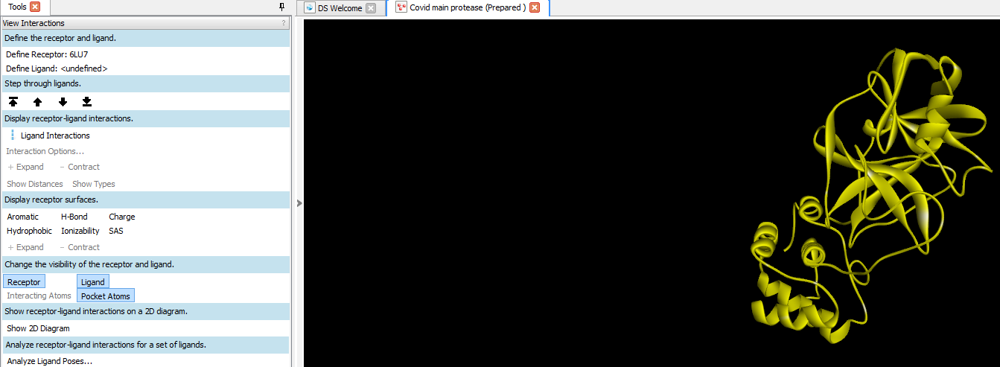 Tools
DS Welcome
Covid main protease (Prepared )
View Interactions ?
Define the receptor and ligand.
Define Receptor: 6LU7
Define Ligand: <undefined>
Step through ligands.
Display receptor-ligand interactions.
Ligand Interactions
Interaction Options...
+ Expand - Contract
Show Distances Show Types
Display receptor surfaces.
Aromatic H-Bond Charge
Hydrophobic Ionizability SAS
+ Expand - Contract
Change the visibility of the receptor and ligand.
Receptor Ligand
Interacting Atoms Pocket Atoms
Show receptor-ligand interactions on a 2D diagram.
Show 2D Diagram
Analyze receptor-ligand interactions for a set of ligands.
Analyze Ligand Poses...